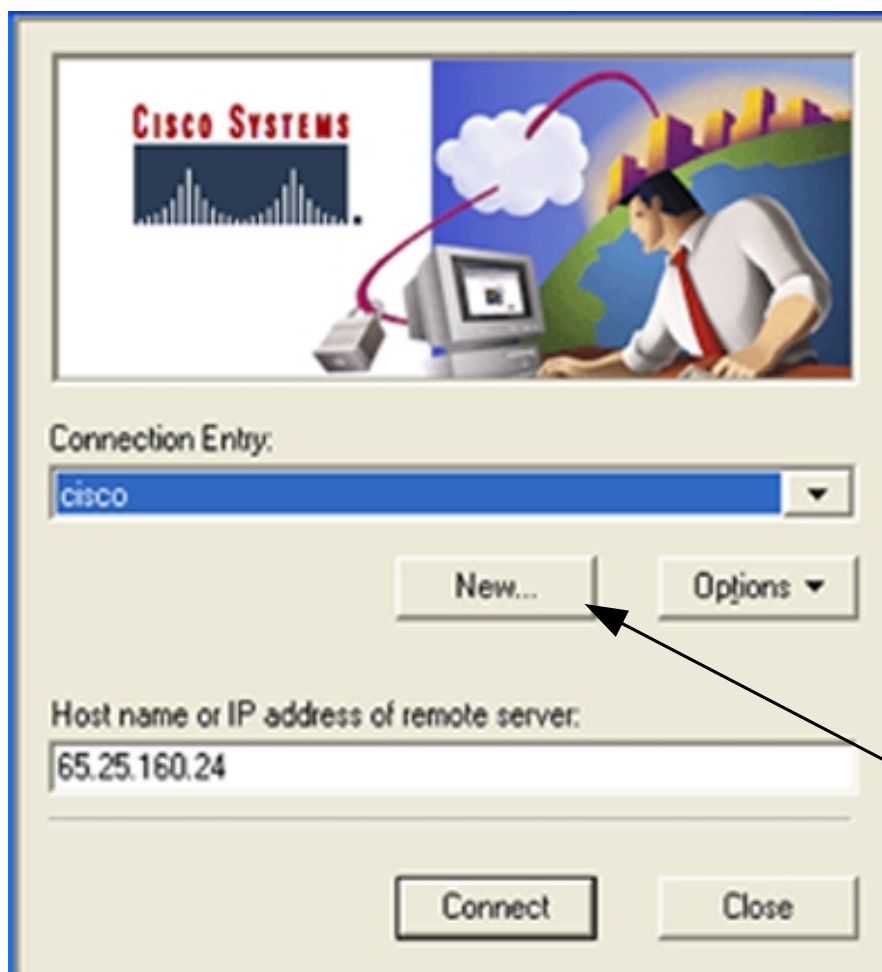 CISCO SYSTEMS
Connection Entry:
cisco
New...
Options
Host name or IP address of remote server:
65.25.160.24
Connect
Close